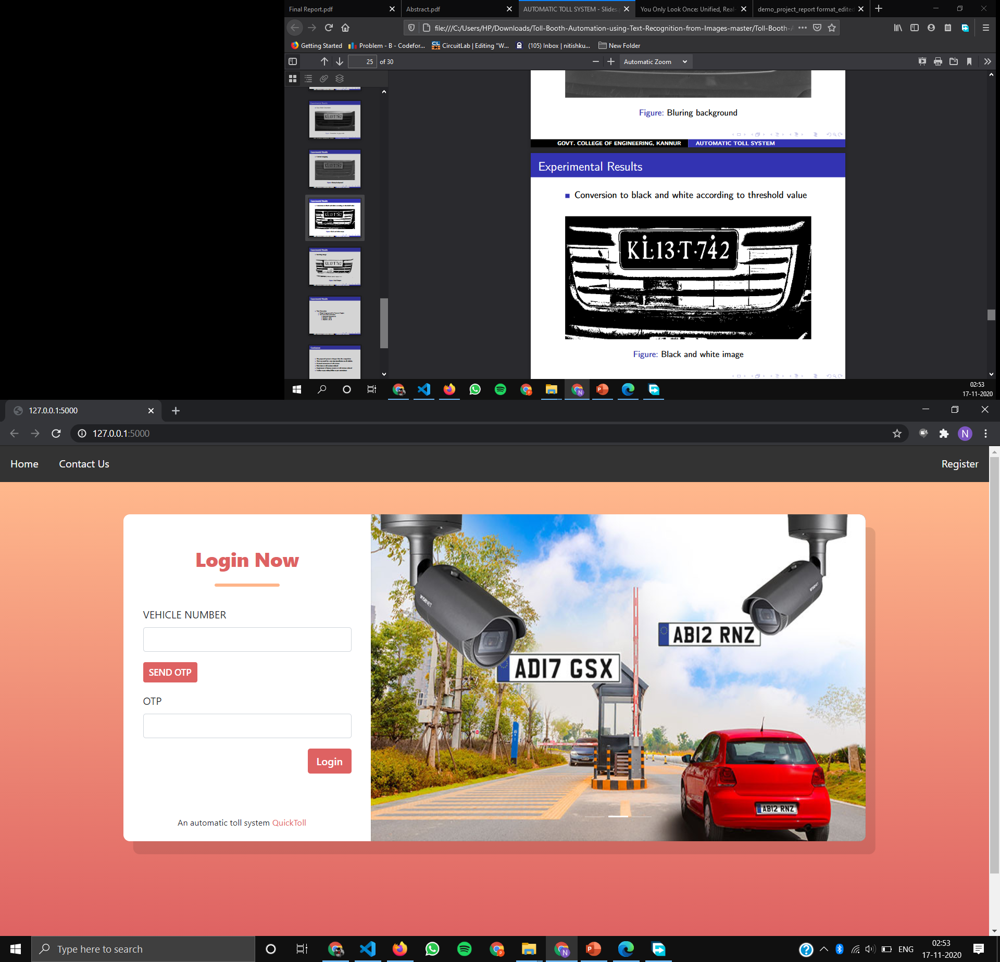 Final Report.pdf
Abstract.pdf
AUTOMATIC TOLL SYSTEM - Slides.
You Only Look Once: Unified, Real-
demo_project_report format_edited
file:///C:/Users/HP/Downloads/Toll-Booth-Automation-using-Text-Recognition-from-Images-master/Toll-Booth-A
Getting Started
Problem - B - Codefor...
CircuitLab | Editing "W...
(105) Inbox | nitishku...
New Folder
25 of 30
Automatic Zoom
Figure: Bluring background
GOVT. COLLEGE OF ENGINEERING, KANNUR
AUTOMATIC TOLL SYSTEM
Experimental Results
Conversion to black and white according to threshold value
KL·13·T·742
Figure: Black and white image
02:53
17-11-2020
127.0.0.1:5000
127.0.0.1:5000
N
Home
Contact Us
Register
Login Now
VEHICLE NUMBER
SEND OTP
OTP
Login
An automatic toll system QuickToll
AB12 RNZ
AD17 GSX
AB12 RNZ
Type here to search
ENG
02:53
17-11-2020